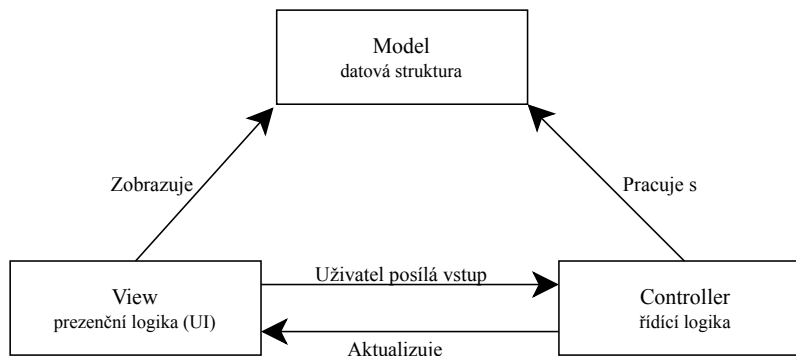 Model
datová struktura
Zobrazuje
Pracuje s
Uživatel posílá vstup
View
prezenční logika (UI)
Controller
řídící logika
Aktualizuje